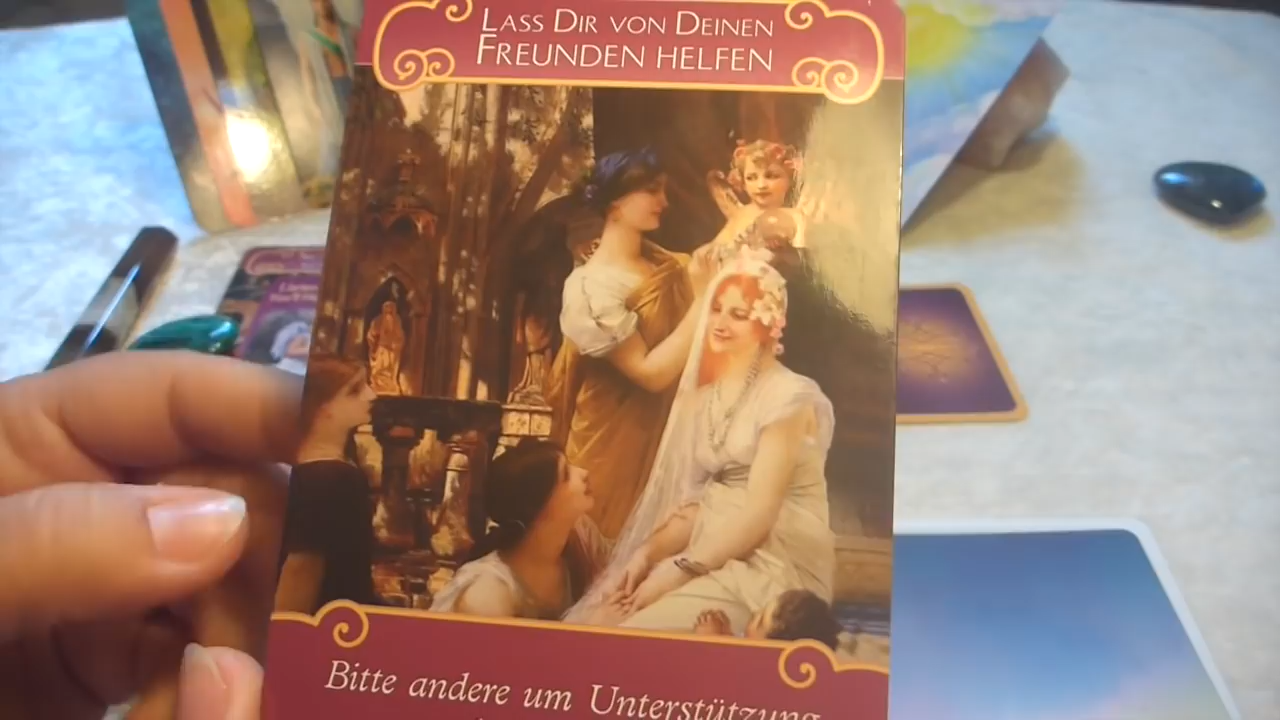 LASS DIR VON DEINEN
FREUNDEN HELFEN
Bitte andere um Unterstützung